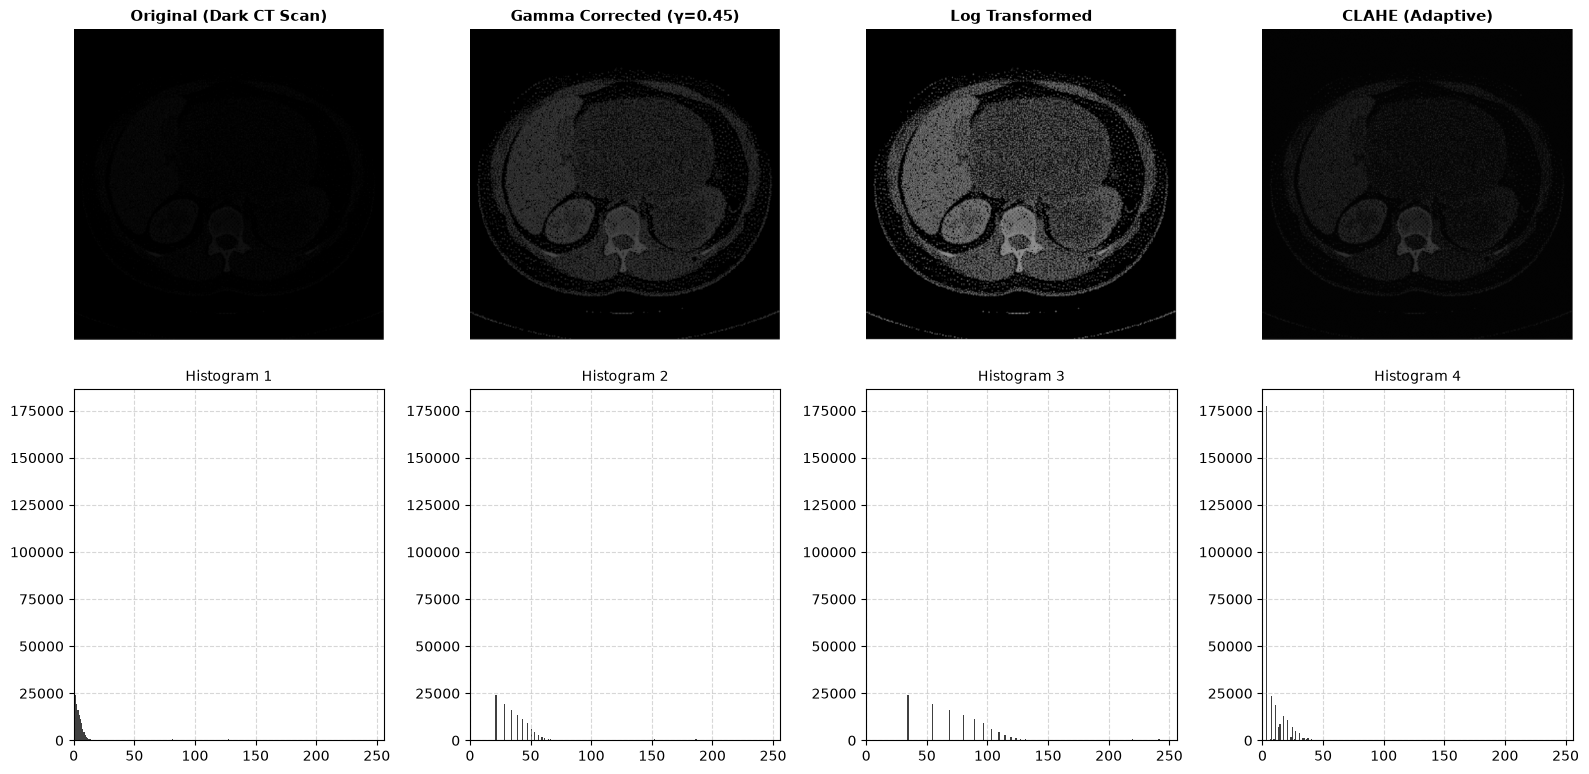 Original (Dark CT Scan) Gamma Corrected (γ=0.45) Log Transformed CLAHE (Adaptive)
Histogram 1 Histogram 2 Histogram 3 Histogram 4
175000 175000 175000 175000
150000 150000 150000 150000
125000 125000 125000 125000
100000 100000 100000 100000
75000 75000 75000 75000
50000 50000 50000 50000
25000 25000 25000 25000
0 0 0 0
0 50 100 150 200 250 0 50 100 150 200 250 0 50 100 150 200 250 0 50 100 150 200 250